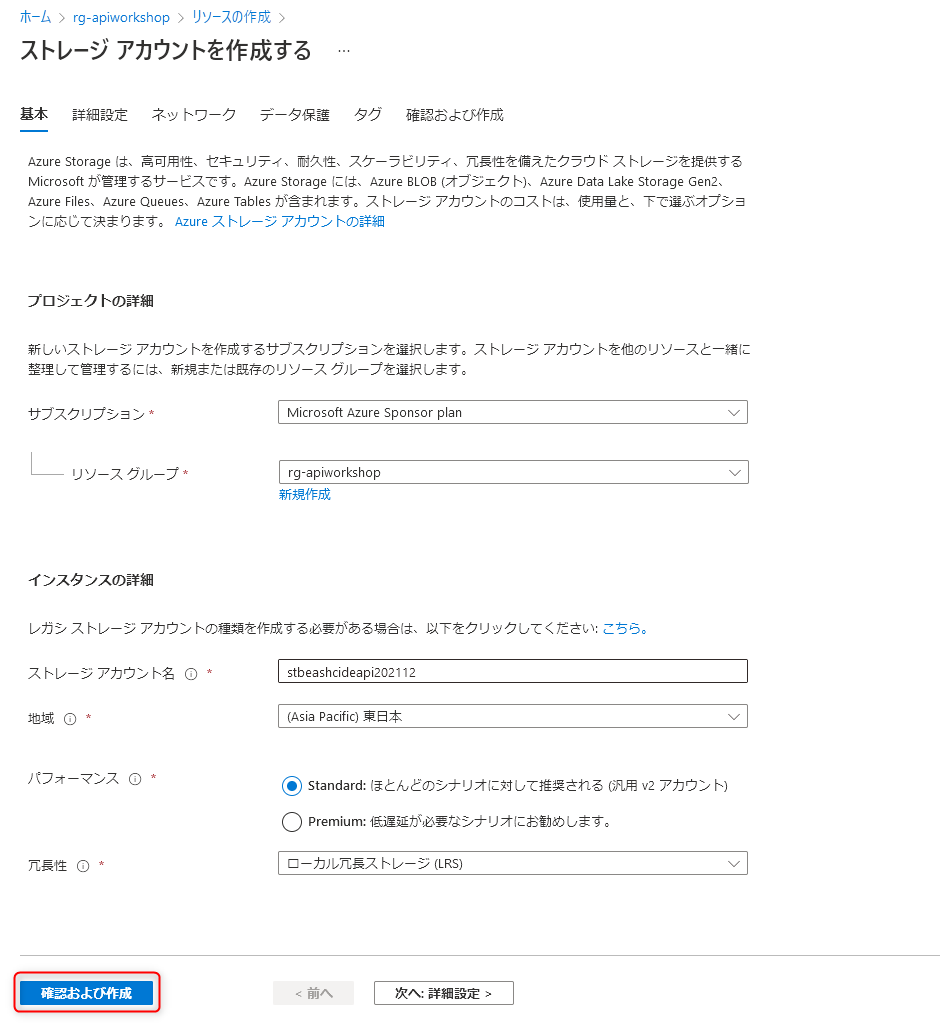 ホーム > rg-apiworkshop > リソースの作成 >
ストレージ アカウントを作成する ...
基本 詳細設定 ネットワーク データ保護 タグ 確認および作成
Azure Storage は、高可用性、セキュリティ、耐久性、スケーラビリティ、冗長性を備えたクラウド ストレージを提供する
Microsoft が管理するサービスです。Azure Storage には、Azure BLOB (オブジェクト)、Azure Data Lake Storage Gen2、
Azure Files、Azure Queues、Azure Tables が含まれます。ストレージ アカウントのコストは、使用量と、下で選ぶオプショ
ンに応じて決まります。 Azure ストレージ アカウントの詳細
プロジェクトの詳細
新しいストレージ アカウントを作成するサブスクリプションを選択します。ストレージ アカウントを他のリソースと一緒に
整理して管理するには、新規または既存のリソース グループを選択します。
サブスクリプション * Microsoft Azure Sponsor plan
リソース グループ * rg-apiworkshop
新規作成
インスタンスの詳細
レガシ ストレージ アカウントの種類を作成する必要がある場合は、以下をクリックしてください: こちら。
ストレージ アカウント名 * stbeashcideapi202112
地域 * (Asia Pacific) 東日本
パフォーマンス * Standard: ほとんどのシナリオに対して推奨される (汎用 v2 アカウント)
Premium: 低遅延が必要なシナリオにお勧めします。
冗長性 * ローカル冗長ストレージ (LRS)
確認および作成 < 前へ 次へ: 詳細設定 >